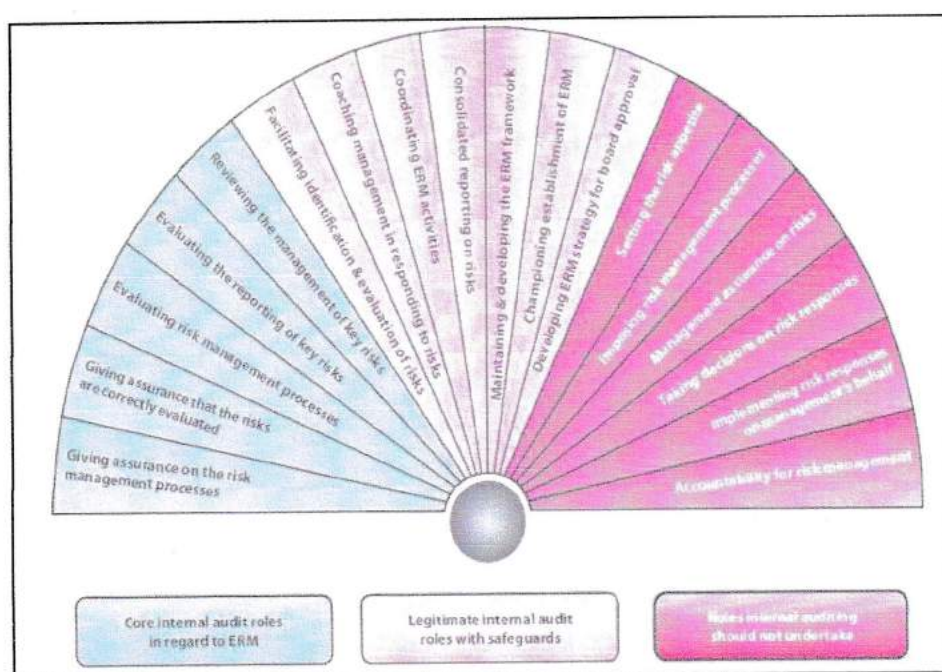 Giving assurance on the risk
management processes
Giving assurance that the risks
are correctly evaluated
Evaluating risk management processes
Evaluating the reporting of key risks
Reviewing the management of key risks
Facilitating identification & evaluation of risks
Coaching management in responding to risks
Coordinating ERM activities
Consolidated reporting on risks
Maintaining & developing the ERM framework
Championing establishment of ERM
Developing ERM strategy for board approval
Setting the risk appetite
Imposing risk management processes
Management assurance on risks
Taking decisions on risk responses
Implementing risk responses
on management's behalf
Accountability for risk management
Core internal audit roles
in regard to ERM
Legitimate internal audit
roles with safeguards
Roles internal auditing
should not undertake